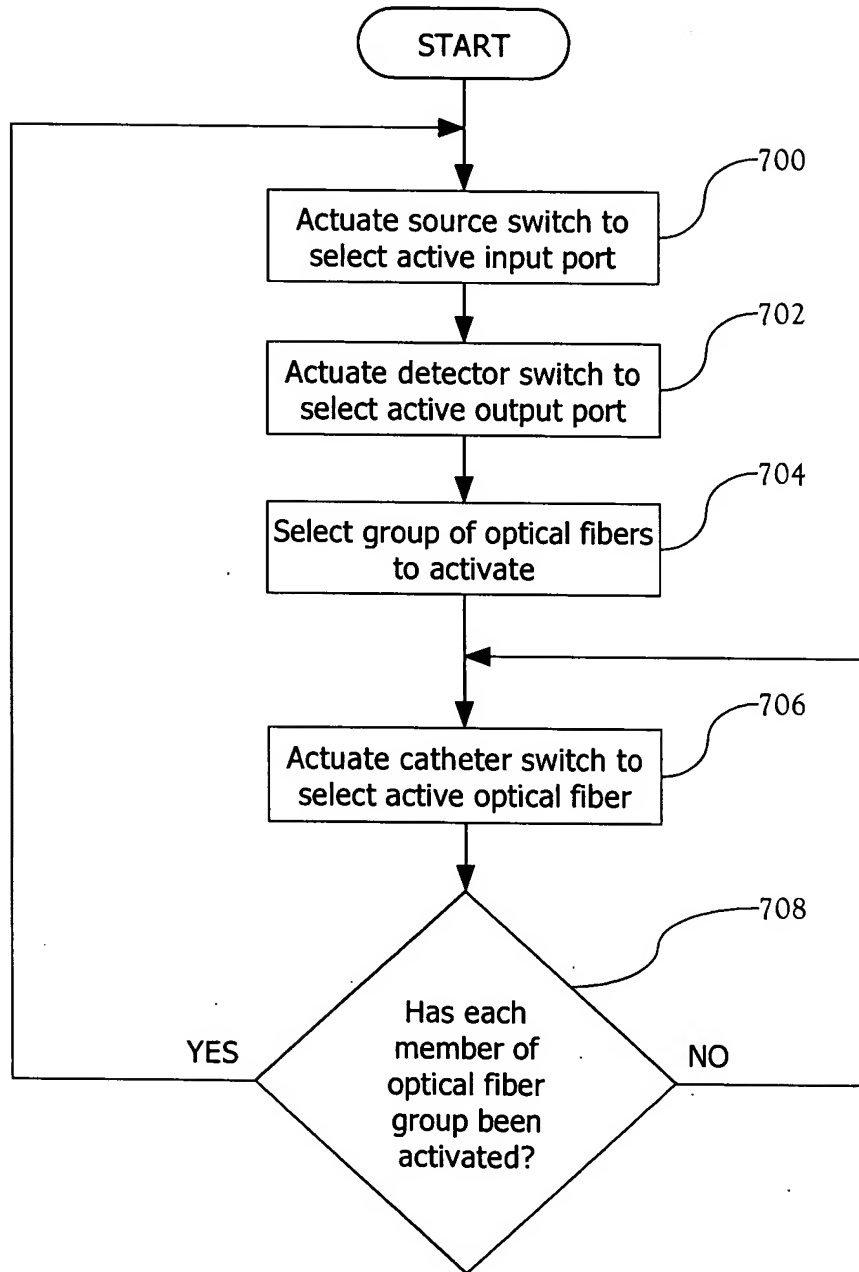 START
700
Actuate source switch to
select active input port
702
Actuate detector switch to
select active output port
704
Select group of optical fibers
to activate
706
Actuate catheter switch to
select active optical fiber
708
Has each
member of
optical fiber
group been
activated?
YES
NO